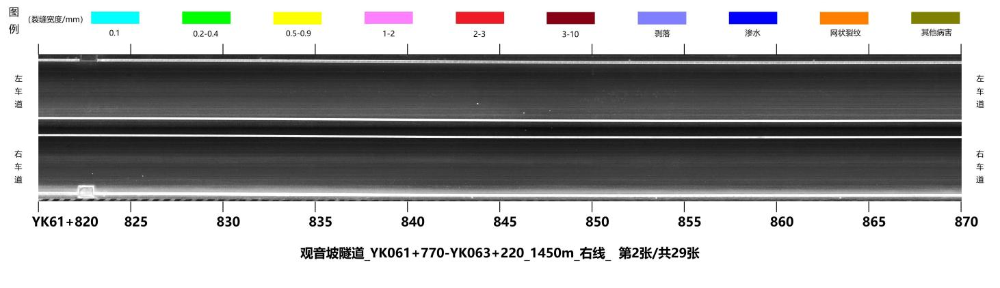 图例
(裂缝宽度/mm)
0.1 0.2-0.4 0.5-0.9 1-2 2-3 3-10 剥落 渗水 网状裂纹 其他病害
左车道
左车道
右车道
右车道
YK61+820 825 830 835 840 845 850 855 860 865 870
观音坡隧道_YK061+770-YK063+220_1450m_右线_ 第2张/共29张